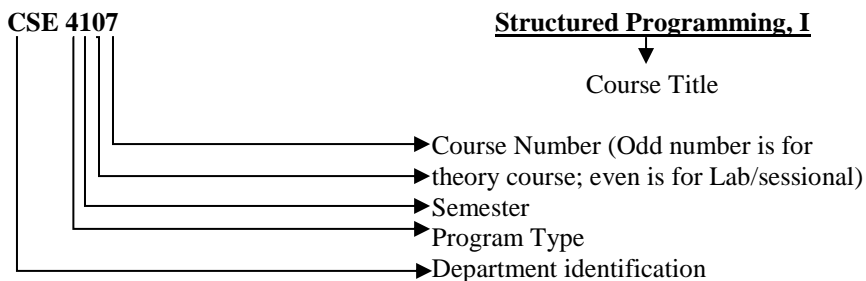 CSE 4107 Structured Programming, I
Course Title
Course Number (Odd number is for
theory course; even is for Lab/sessional)
Semester
Program Type
Department identification